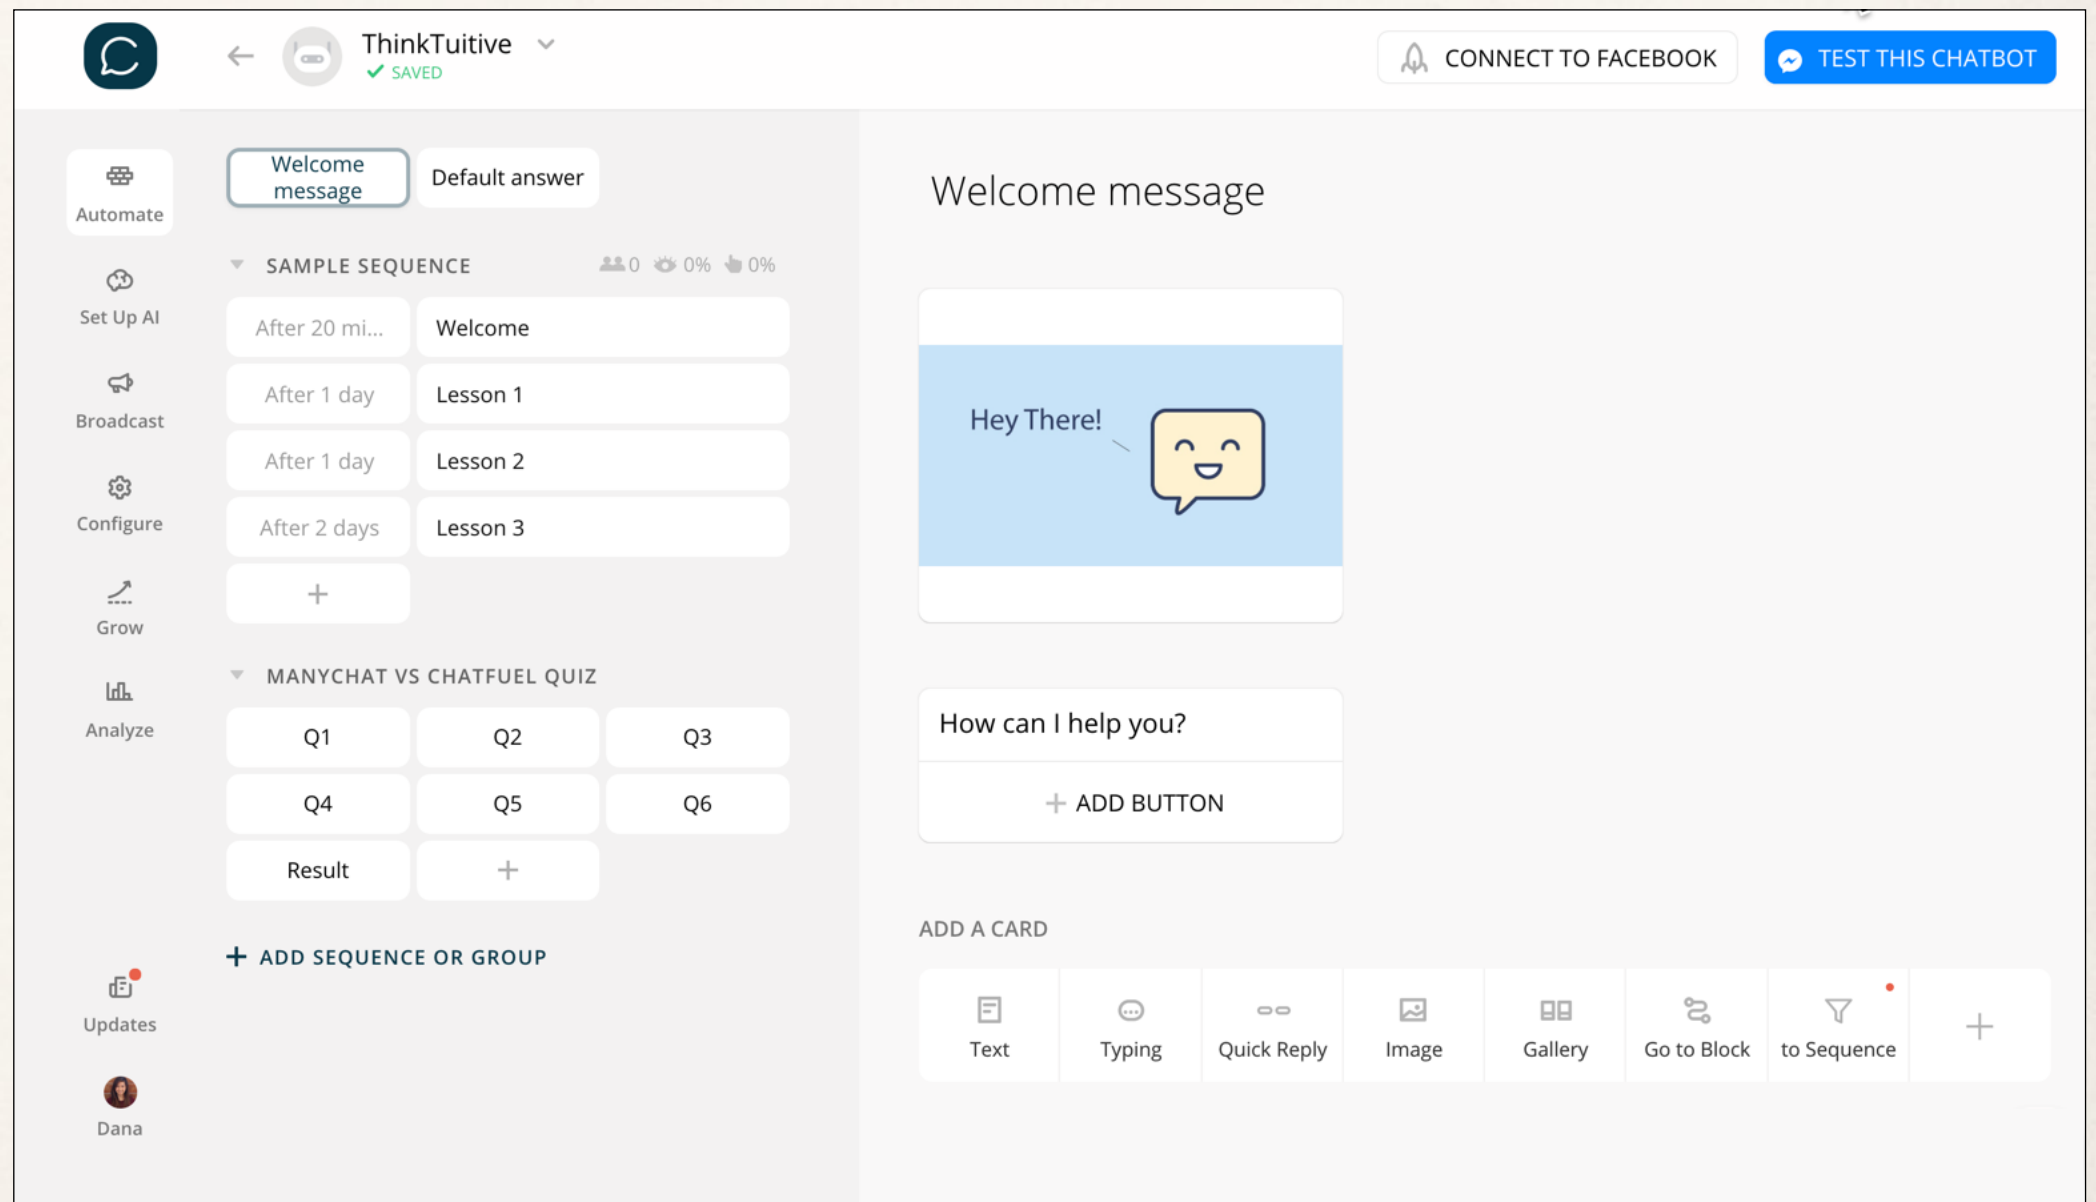 ThinkTuitive
SAVED
CONNECT TO FACEBOOK
TEST THIS CHATBOT
Automate
Set Up AI
Broadcast
Configure
Grow
Analyze
Updates
Dana
Welcome
message
Default answer
SAMPLE SEQUENCE 0 0% 0%
After 20 mi... Welcome
After 1 day Lesson 1
After 1 day Lesson 2
After 2 days Lesson 3
MANYCHAT VS CHATFUEL QUIZ
Q1 Q2 Q3
Q4 Q5 Q6
Result
+ ADD SEQUENCE OR GROUP
Welcome message
Hey There!
How can I help you?
+ ADD BUTTON
ADD A CARD
Text Typing Quick Reply Image Gallery Go to Block to Sequence